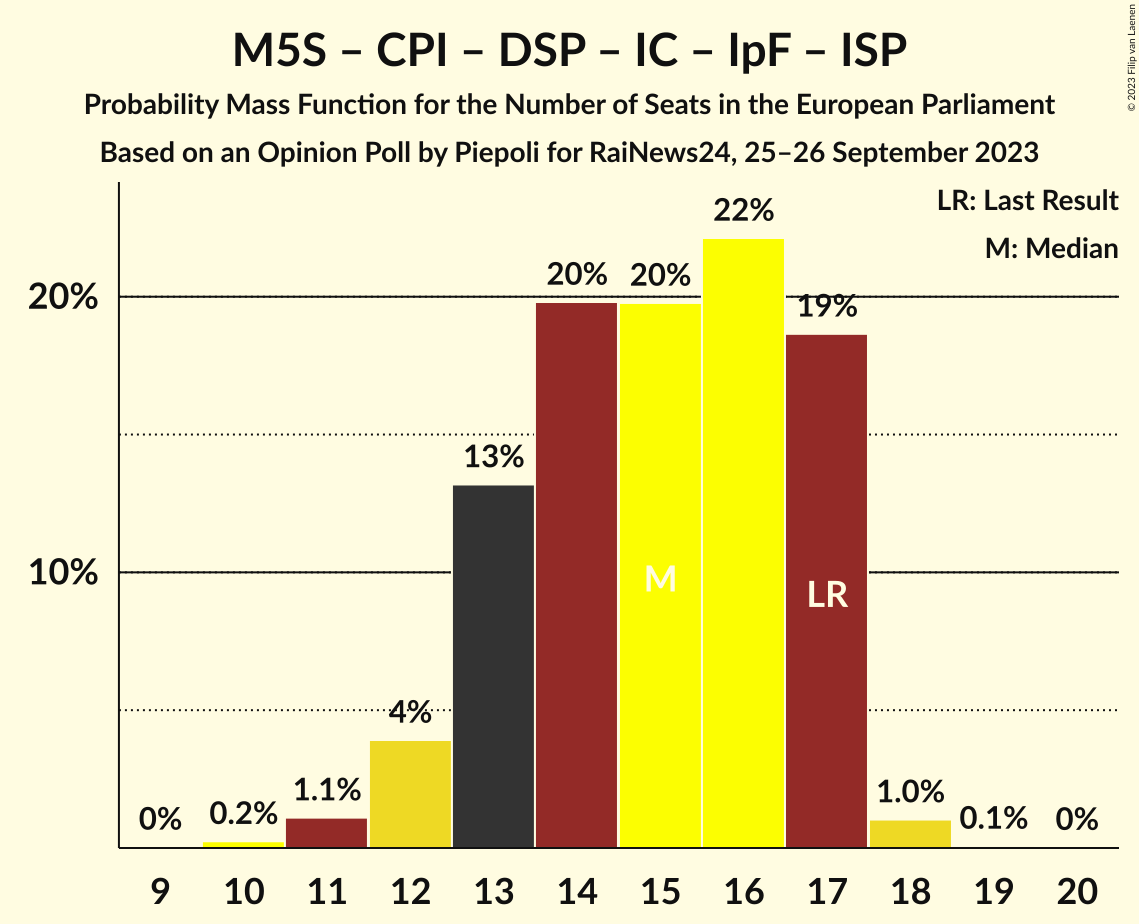 M5S – CPI – DSP – IC – IpF – ISP
Probability Mass Function for the Number of Seats in the European Parliament
Based on an Opinion Poll by Piepoli for RaiNews24, 25–26 September 2023
© 2023 Filip van Laenen
LR: Last Result
M: Median
20%
10%
0%
0.2%
1.1%
4%
13%
20%
20%
22%
19%
1.0%
0.1%
0%
M
LR
9 10 11 12 13 14 15 16 17 18 19 20